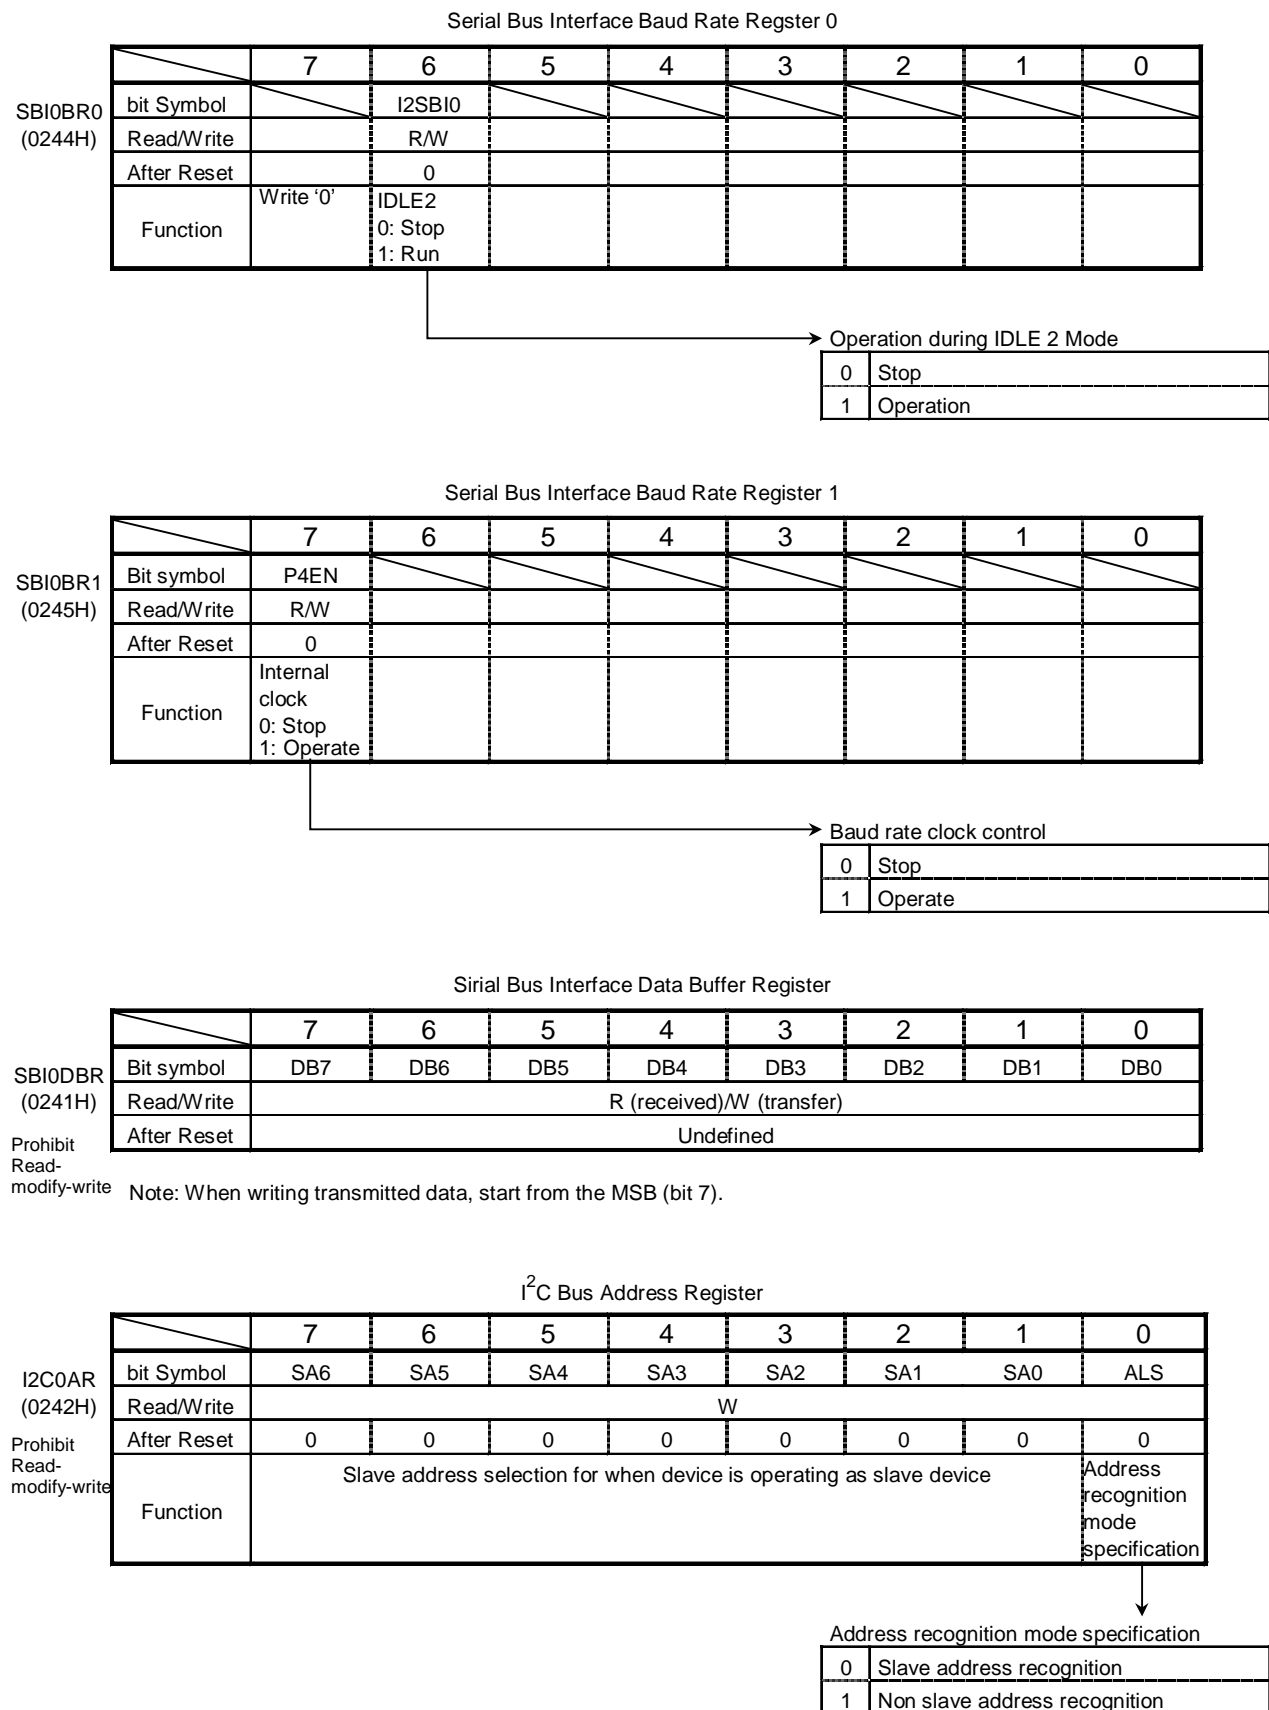 Serial Bus Interface Baud Rate Regster 0
7 6 5 4 3 2 1 0
SBI0BR0
(0244H)
bit Symbol I2SBI0
Read/Write R/W
After Reset 0
Function Write ‘0’ IDLE2
0: Stop
1: Run
Operation during IDLE 2 Mode
0 Stop
1 Operation
Serial Bus Interface Baud Rate Register 1
7 6 5 4 3 2 1 0
SBI0BR1
(0245H)
Bit symbol P4EN
Read/Write R/W
After Reset 0
Function Internal
clock
0: Stop
1: Operate
Baud rate clock control
0 Stop
1 Operate
Sirial Bus Interface Data Buffer Register
7 6 5 4 3 2 1 0
SBI0DBR
(0241H)
Prohibit
Read-
modify-write
Bit symbol DB7 DB6 DB5 DB4 DB3 DB2 DB1 DB0
Read/Write R (received)/W (transfer)
After Reset Undefined
Note: When writing transmitted data, start from the MSB (bit 7).
I2C Bus Address Register
7 6 5 4 3 2 1 0
I2C0AR
(0242H)
Prohibit
Read-
modify-write
bit Symbol SA6 SA5 SA4 SA3 SA2 SA1 SA0 ALS
Read/Write W
After Reset 0 0 0 0 0 0 0 0
Function Slave address selection for when device is operating as slave device
Address
recognition
mode
specification
Address recognition mode specification
0 Slave address recognition
1 Non slave address recognition